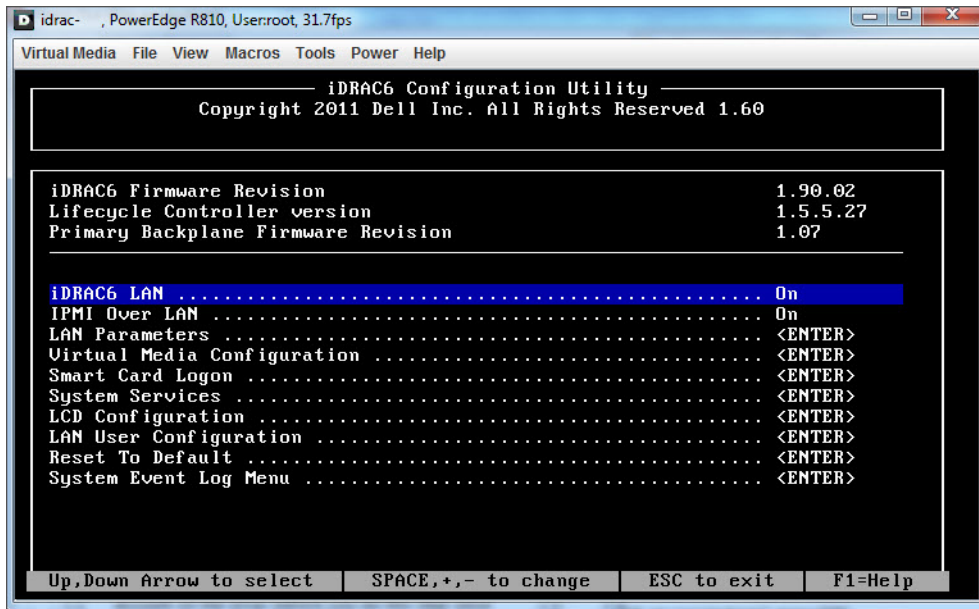 idrac- , PowerEdge R810, User:root, 31.7fps
Virtual Media File View Macros Tools Power Help
iDRAC6 Configuration Utility
Copyright 2011 Dell Inc. All Rights Reserved 1.60
iDRAC6 Firmware Revision 1.90.02
Lifecycle Controller version 1.5.5.27
Primary Backplane Firmware Revision 1.07
iDRAC6 LAN .................................................... On
IPMI Over LAN ................................................. On
LAN Parameters ................................................ <ENTER>
Virtual Media Configuration ................................... <ENTER>
Smart Card Logon .............................................. <ENTER>
System Services ............................................... <ENTER>
LCD Configuration ............................................. <ENTER>
LAN User Configuration ........................................ <ENTER>
Reset To Default .............................................. <ENTER>
System Event Log Menu ......................................... <ENTER>
Up,Down Arrow to select SPACE,+,- to change ESC to exit F1=Help